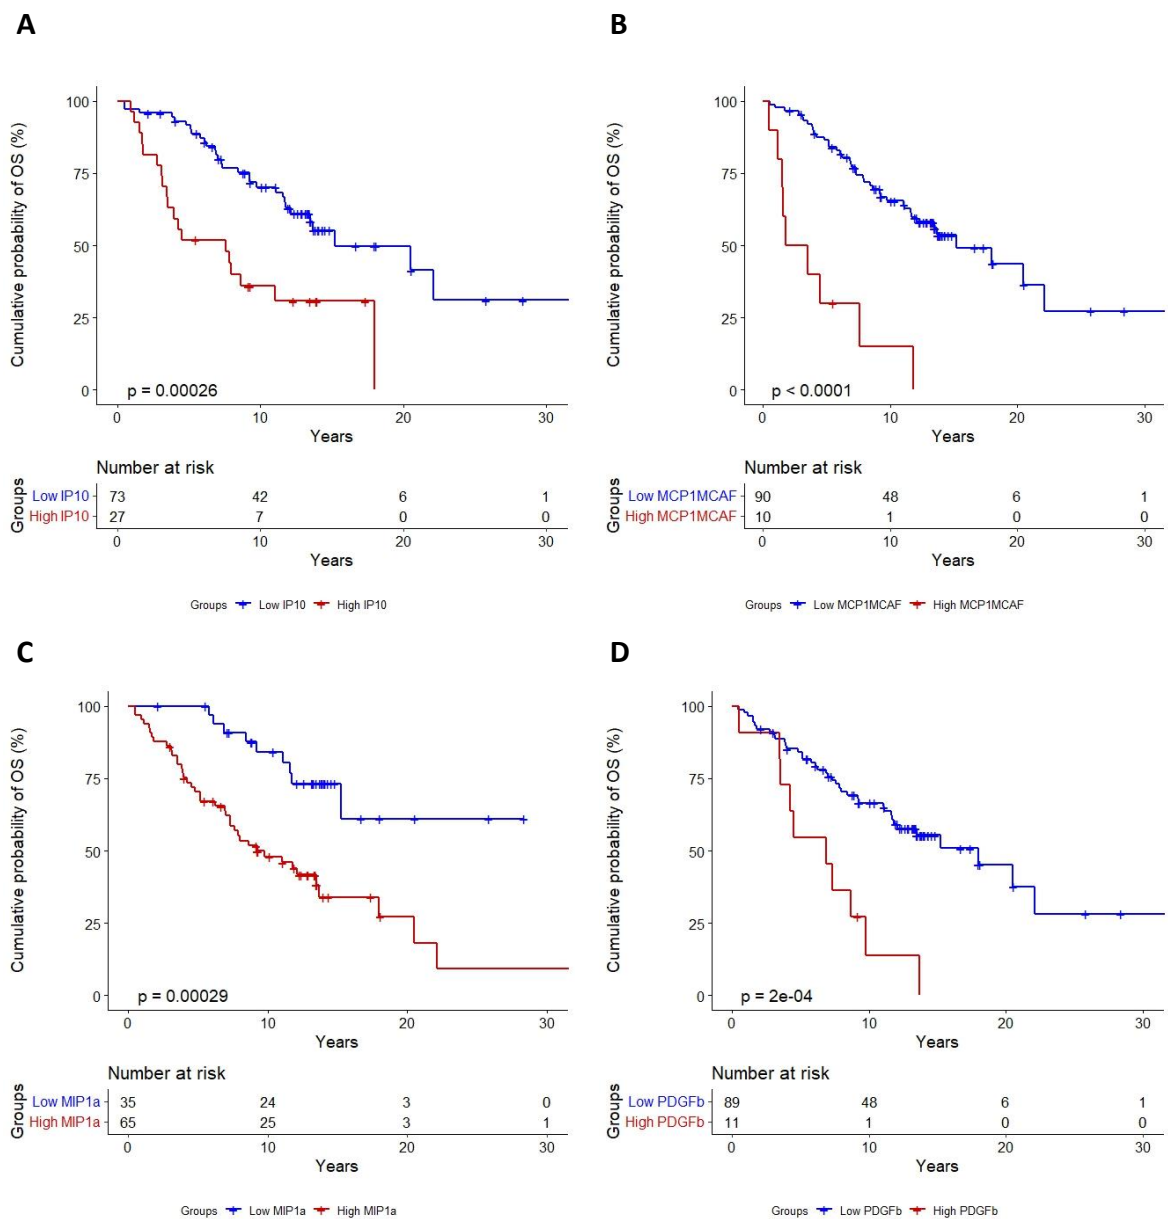 A
Cumulative probability of OS (%)
100
75
50
25
0
p = 0.00026
0 10 20 30
Years
Number at risk
Groups
Low IP10 73 42 6 1
High IP10 27 7 0 0
0 10 20 30
Years
Groups Low IP10 High IP10
B
Cumulative probability of OS (%)
100
75
50
25
0
p < 0.0001
0 10 20 30
Years
Number at risk
Groups
Low MCP1MCAF 90 48 6 1
High MCP1MCAF 10 1 0 0
0 10 20 30
Years
Groups Low MCP1MCAF High MCP1MCAF
C
Cumulative probability of OS (%)
100
75
50
25
0
p = 0.00029
0 10 20 30
Years
Number at risk
Groups
Low MIP1a 35 24 3 0
High MIP1a 65 25 3 1
0 10 20 30
Years
Groups Low MIP1a High MIP1a
D
Cumulative probability of OS (%)
100
75
50
25
0
p = 2e-04
0 10 20 30
Years
Number at risk
Groups
Low PDGFb 89 48 6 1
High PDGFb 11 1 0 0
0 10 20 30
Years
Groups Low PDGFb High PDGFb